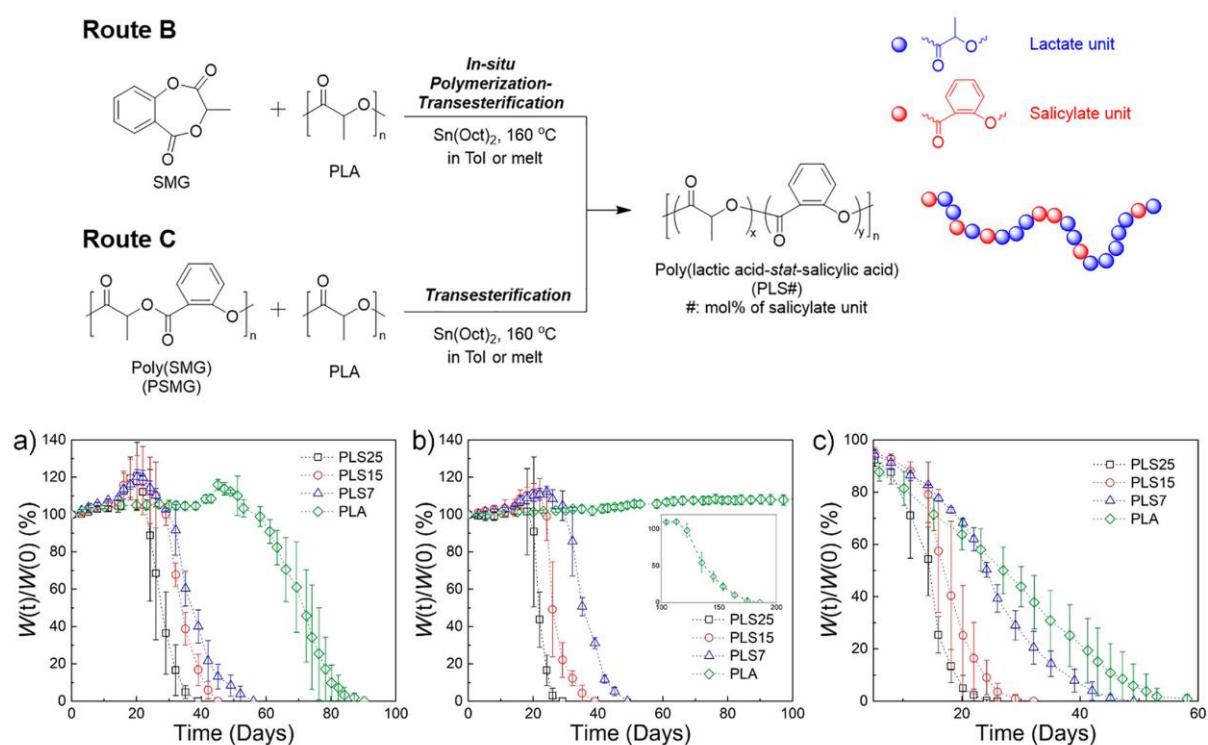 Route B
O
O
O
O
SMG
+
O
O
n
PLA
In-situ
Polymerization-
Transesterification
Sn(Oct)2, 160 oC
in Tol or melt
O
O
Lactate unit
O
O
Salicylate unit
Route C
O
O
O
O
n
Poly(SMG)
(PSMG)
+
O
O
n
PLA
Transesterification
Sn(Oct)2, 160 oC
in Tol or melt
O
O
x
O
O
y
n
Poly(lactic acid-stat-salicylic acid)
(PLS#)
#: mol% of salicylate unit
a)
W(t)/W(0) (%)
140
120
100
80
60
40
20
0
0 20 40 60 80 100
Time (Days)
PLS25
PLS15
PLS7
PLA
b)
W(t)/W(0) (%)
140
120
100
80
60
40
20
0
0 20 40 60 80 100
Time (Days)
100
50
0
100 150 200
PLS25
PLS15
PLS7
PLA
c)
W(t)/W(0) (%)
100
80
60
40
20
0
20 40 60
Time (Days)
PLS25
PLS15
PLS7
PLA